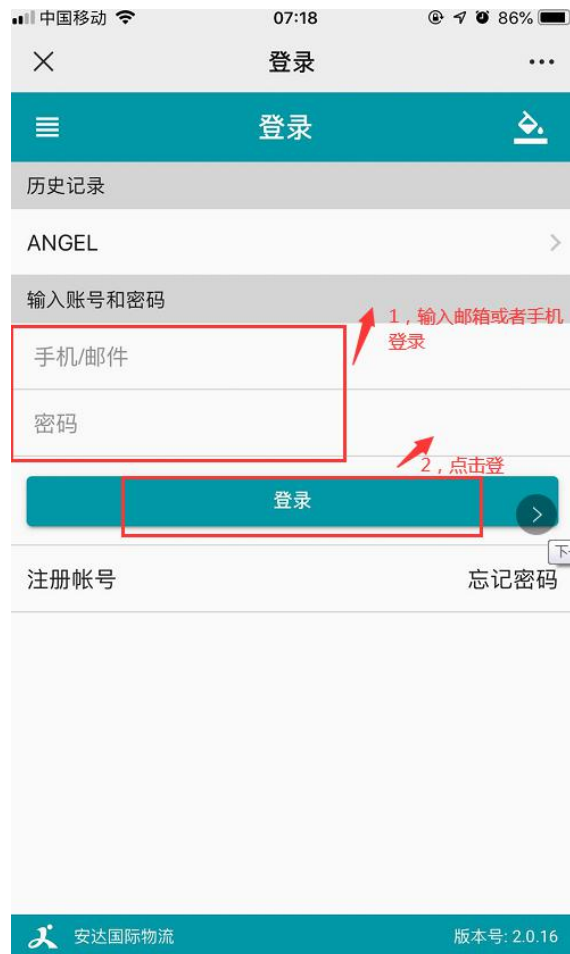 中国移动 07:18 86%
登录
登录
历史记录
ANGEL
输入账号和密码
1，输入邮箱或者手机
登录
手机/邮件
密码
2，点击登
登录
下
注册帐号 忘记密码
安达国际物流 版本号: 2.0.16